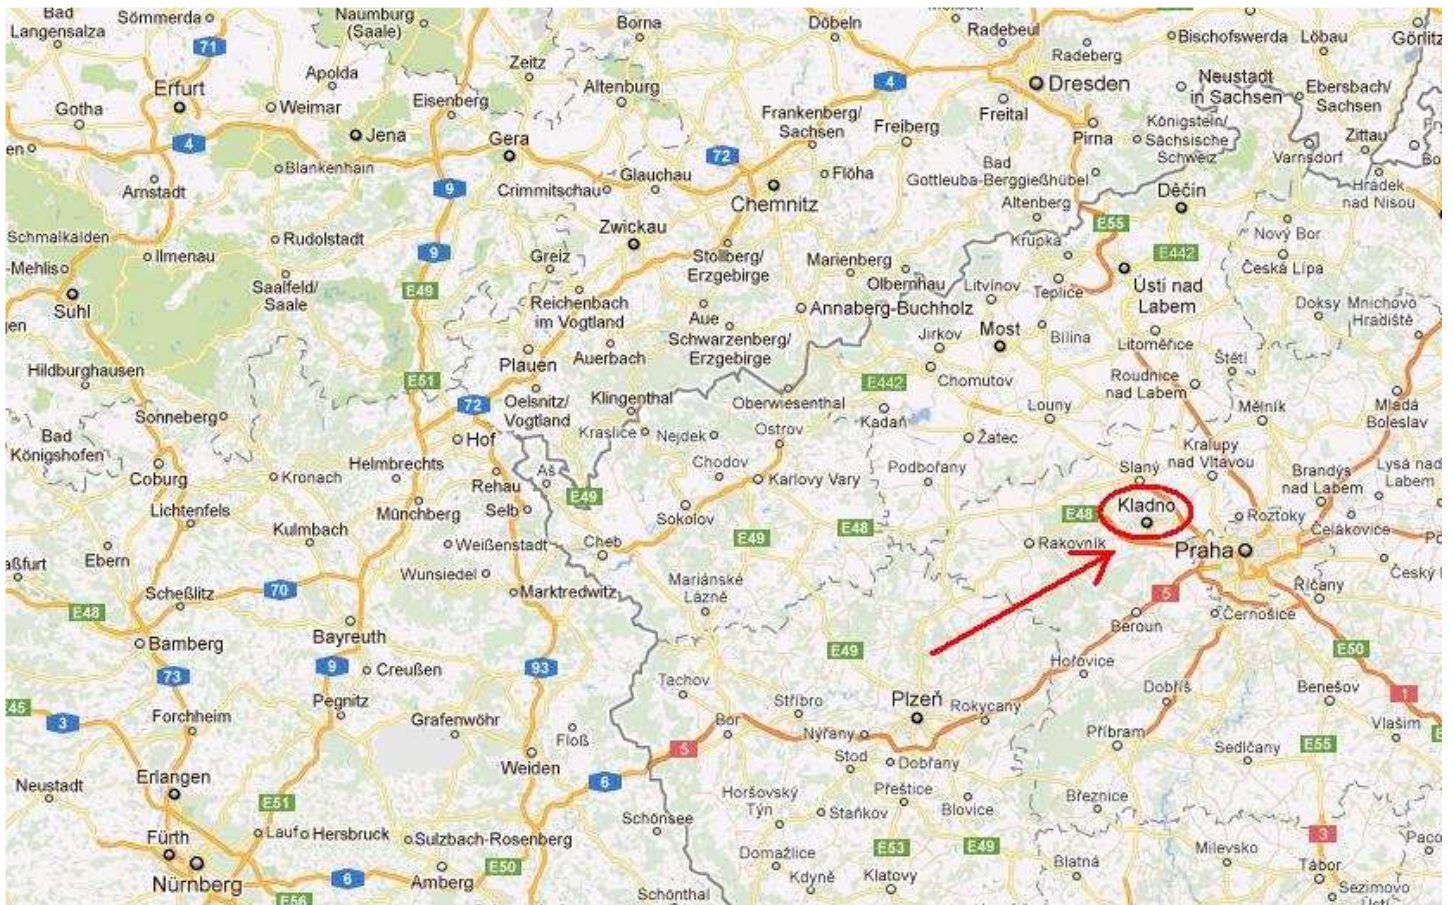 Bad
Langensalza
Sömmerda
Naumburg
(Saale)
Borna
Döbeln
Radebeul
Radeberg
Bischofswerda
Löbau
Görlitz
71
Apolda
Zeitz
Altenburg
4
Dresden
Neustadt
in Sachsen
Ebersbach/
Sachsen
Gotha
Erfurt
Weimar
Eisenberg
Frankenberg/
Sachsen
Freiberg
Freital
Pirna
Königstein/
Sächsische
Schweiz
Zittau
4
Jena
Gera
72
Varnsdorf
Arnstadt
Blankenhain
9
Crimmitschau
Glauchau
Flöha
Chemnitz
Bad
Gottleuba-Berggießhübel
Altenberg
Děčín
Hrádek
nad Nisou
Schmalkalden
Ilmenau
Rudolstadt
9
Zwickau
Stollberg/
Erzgebirge
Marienberg
Olbernhau
Krupka
E55
E442
Nový Bor
Česká Lípa
-Mehlis
Suhl
Saalfeld/
Saale
E49
Greiz
Reichenbach
im Vogtland
Aue
Annaberg-Buchholz
Litvínov
Teplice
Ústí nad
Labem
Doksy
Mnichovo
Hradiště
Schwarzenberg/
Erzgebirge
Auerbach
Plauen
Jirkov
Most
Bílina
Litoměřice
Štětí
Hildburghausen
E51
Oelsnitz/
Vogtland
Klingenthal
Oberwiesenthal
E442
Chomutov
Roudnice
nad Labem
Mělník
Mladá
Boleslav
Sonneberg
72
Hof
Kraslice
Nejdek
Ostrov
Kadaň
Louny
Žatec
Kralupy
nad Vltavou
Bad
Königshofen
Coburg
Kronach
Helmbrechts
Rehau
Aš
Chodov
Karlovy Vary
Podbořany
Slaný
Brandýs
nad Labem
Lysá nad
Labem
Lichtenfels
Kulmbach
Münchberg
Selb
E49
Sokolov
E48
E48
Kladno
Roztoky
Čelákovice
Ebern
Weißenstadt
Cheb
E49
Rakovník
Praha
Wunsiedel
Marktredwitz
Mariánské
Lázně
5
Říčany
Český
E48
Scheßlitz
70
Beroun
Černošice
Bamberg
Bayreuth
9
Creußen
93
E49
Hořovice
E50
73
Pegnitz
Tachov
Stříbro
Plzeň
Rokycany
Dobříš
Benešov
1
E45
3
Forchheim
Grafenwöhr
Floß
Bor
Nýřany
Příbram
Sedlčany
E55
Vlašim
Weiden
5
6
Stod
Dobřany
Neustadt
Erlangen
E51
Horšovský
Týn
Přeštice
Staňkov
Blovice
Březnice
Fürth
Lauf
Hersbruck
Sulzbach-Rosenberg
Schönsee
E50
Domažlice
E53
E49
3
Milevsko
Nürnberg
6
Amberg
Kdyně
Klatovy
Blatná
Tábor
Sezimovo
E56
Schönthal